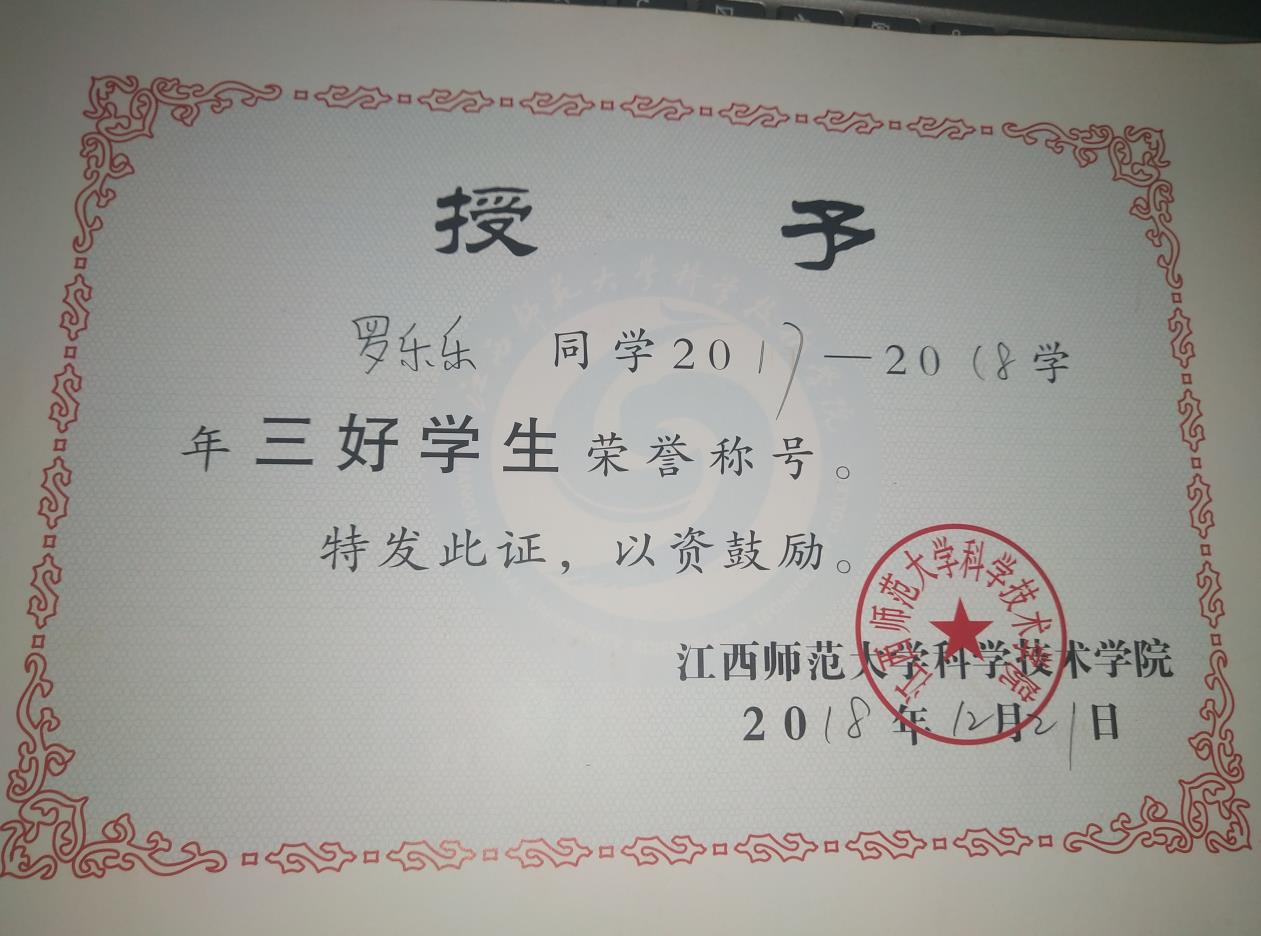 授 予
罗乐乐 同学2017—2018学
年三好学生荣誉称号。
特发此证，以资鼓励。
江西师范大学科学技术学院
2018年12月21日
江西师范大学科学技术学院